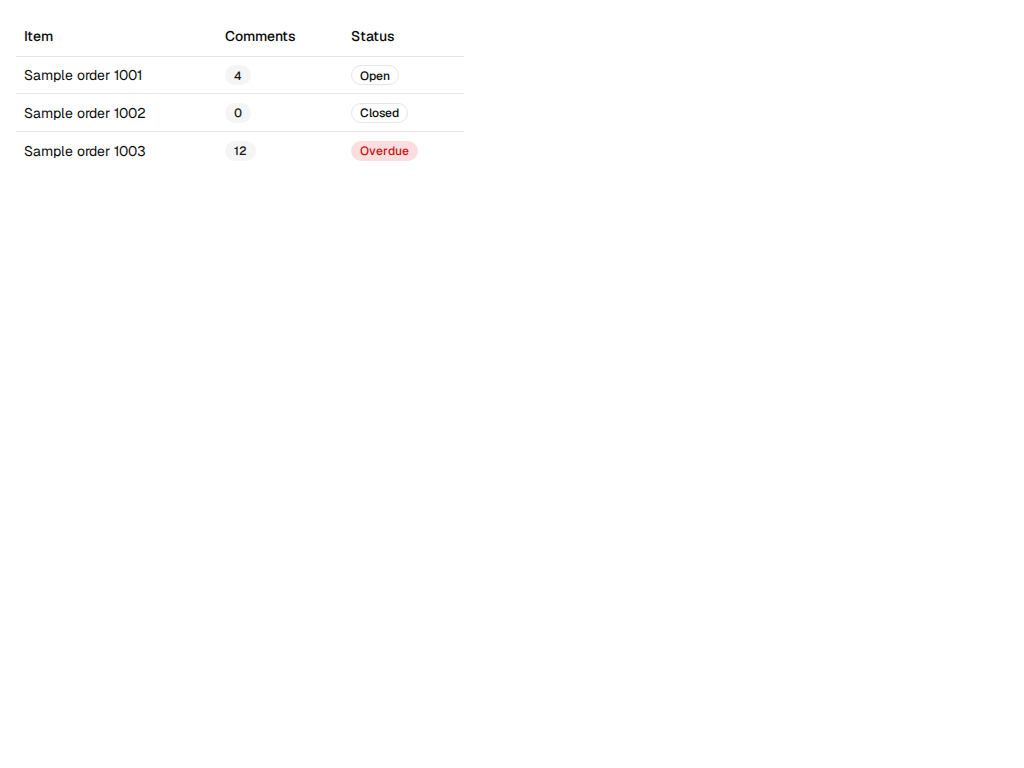 Item Comments Status
Sample order 1001 4 Open
Sample order 1002 0 Closed
Sample order 1003 12 Overdue